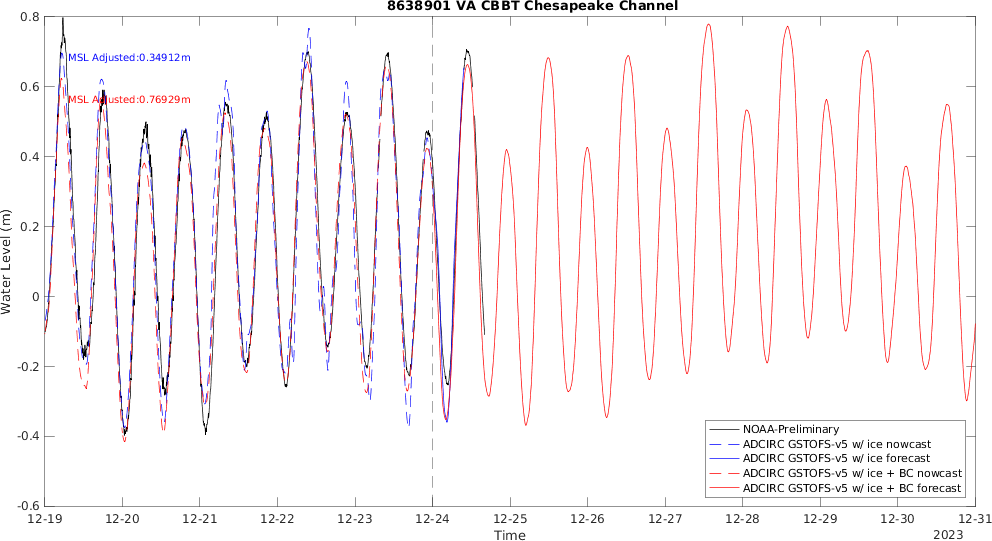 8638901 VA CBBT Chesapeake Channel
0.8
MSL Adjusted:0.34912m
0.6
MSL Adjusted:0.76929m
0.4
0.2
0
-0.2
-0.4
-0.6
Water Level (m)
NOAA-Preliminary
ADCIRC GSTOFS-v5 w/ ice nowcast
ADCIRC GSTOFS-v5 w/ ice forecast
ADCIRC GSTOFS-v5 w/ ice + BC nowcast
ADCIRC GSTOFS-v5 w/ ice + BC forecast
12-19 12-20 12-21 12-22 12-23 12-24 12-25 12-26 12-27 12-28 12-29 12-30 12-31
Time
2023